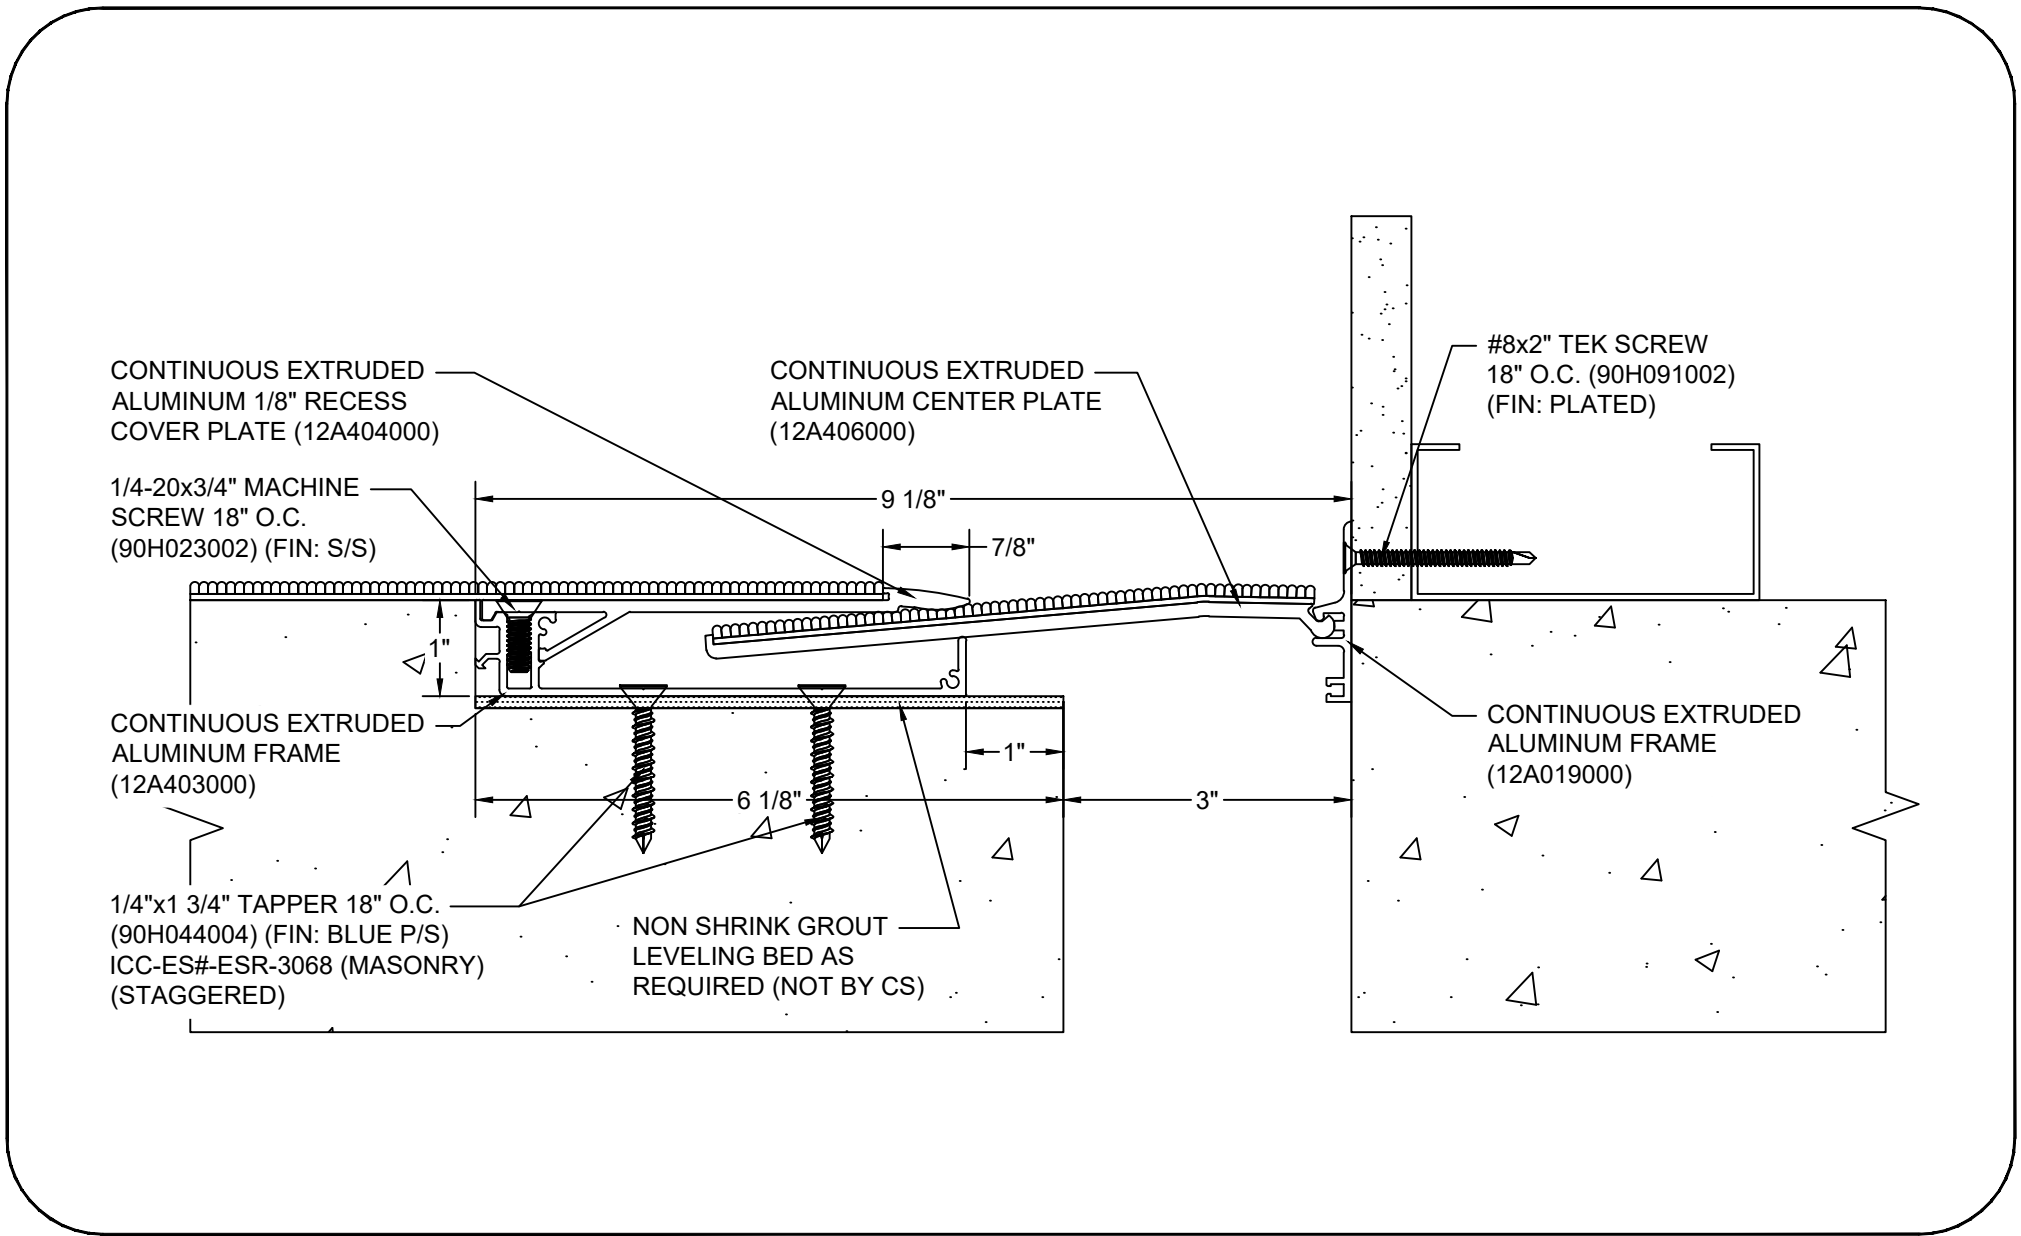 CONTINUOUS EXTRUDED
ALUMINUM 1/8" RECESS
COVER PLATE (12A404000)
1/4-20x3/4" MACHINE
SCREW 18" O.C.
(90H023002) (FIN: S/S)
CONTINUOUS EXTRUDED
ALUMINUM CENTER PLATE
(12A406000)
#8x2" TEK SCREW
18" O.C. (90H091002)
(FIN: PLATED)
9 1/8"
7/8"
1"
CONTINUOUS EXTRUDED
ALUMINUM FRAME
(12A403000)
1"
6 1/8"
3"
CONTINUOUS EXTRUDED
ALUMINUM FRAME
(12A019000)
1/4"x1 3/4" TAPPER 18" O.C.
(90H044004) (FIN: BLUE P/S)
ICC-ES#-ESR-3068 (MASONRY)
(STAGGERED)
NON SHRINK GROUT
LEVELING BED AS
REQUIRED (NOT BY CS)